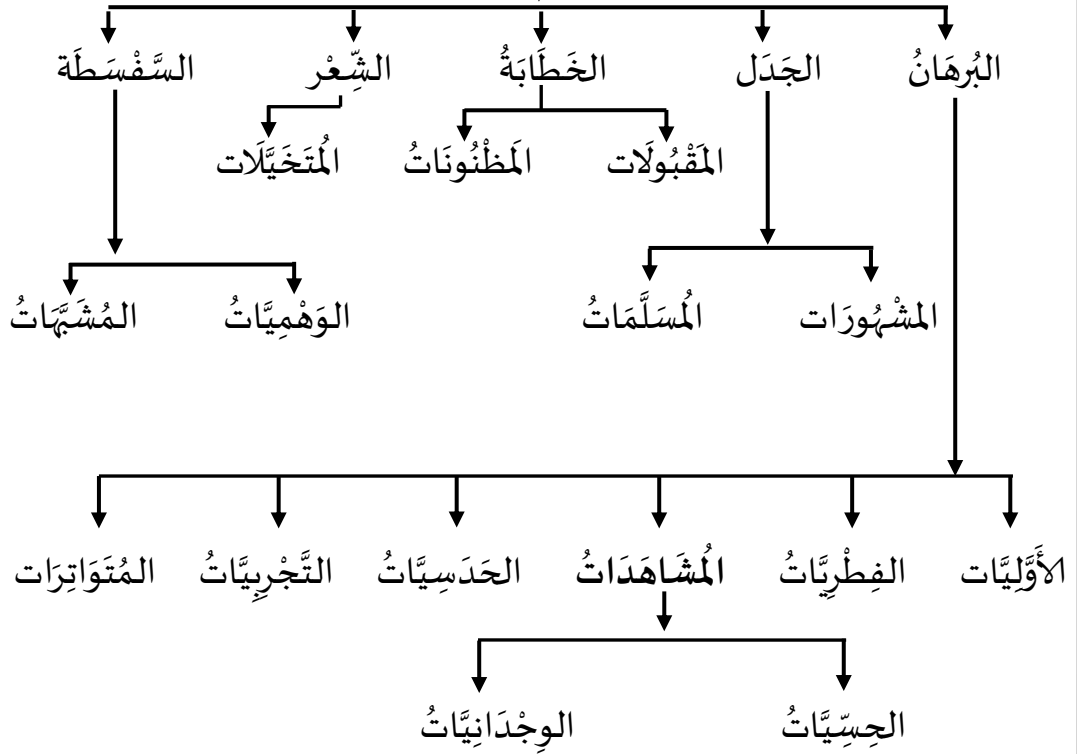 البُرهَانُ الجَدَل الخَطَابَةُ الشِّعْر السَّفْسَطَة
المَقْبُولَات المَظْنُونَاتُ المُتَخَيَّلَات
المشْهُورَات المُسَلَّمَاتُ الوَهْمِيَّاتُ المُشَبَّهَاتُ
الأَوَّلِيَّات الفِطْرِيَّاتُ المُشَاهَدَاتُ الحَدَسِيَّاتُ التَّجْرِبِيَّاتُ المُتَوَاتِرَات
الحِسِّيَّاتُ الوِجْدَانِيَّاتُ